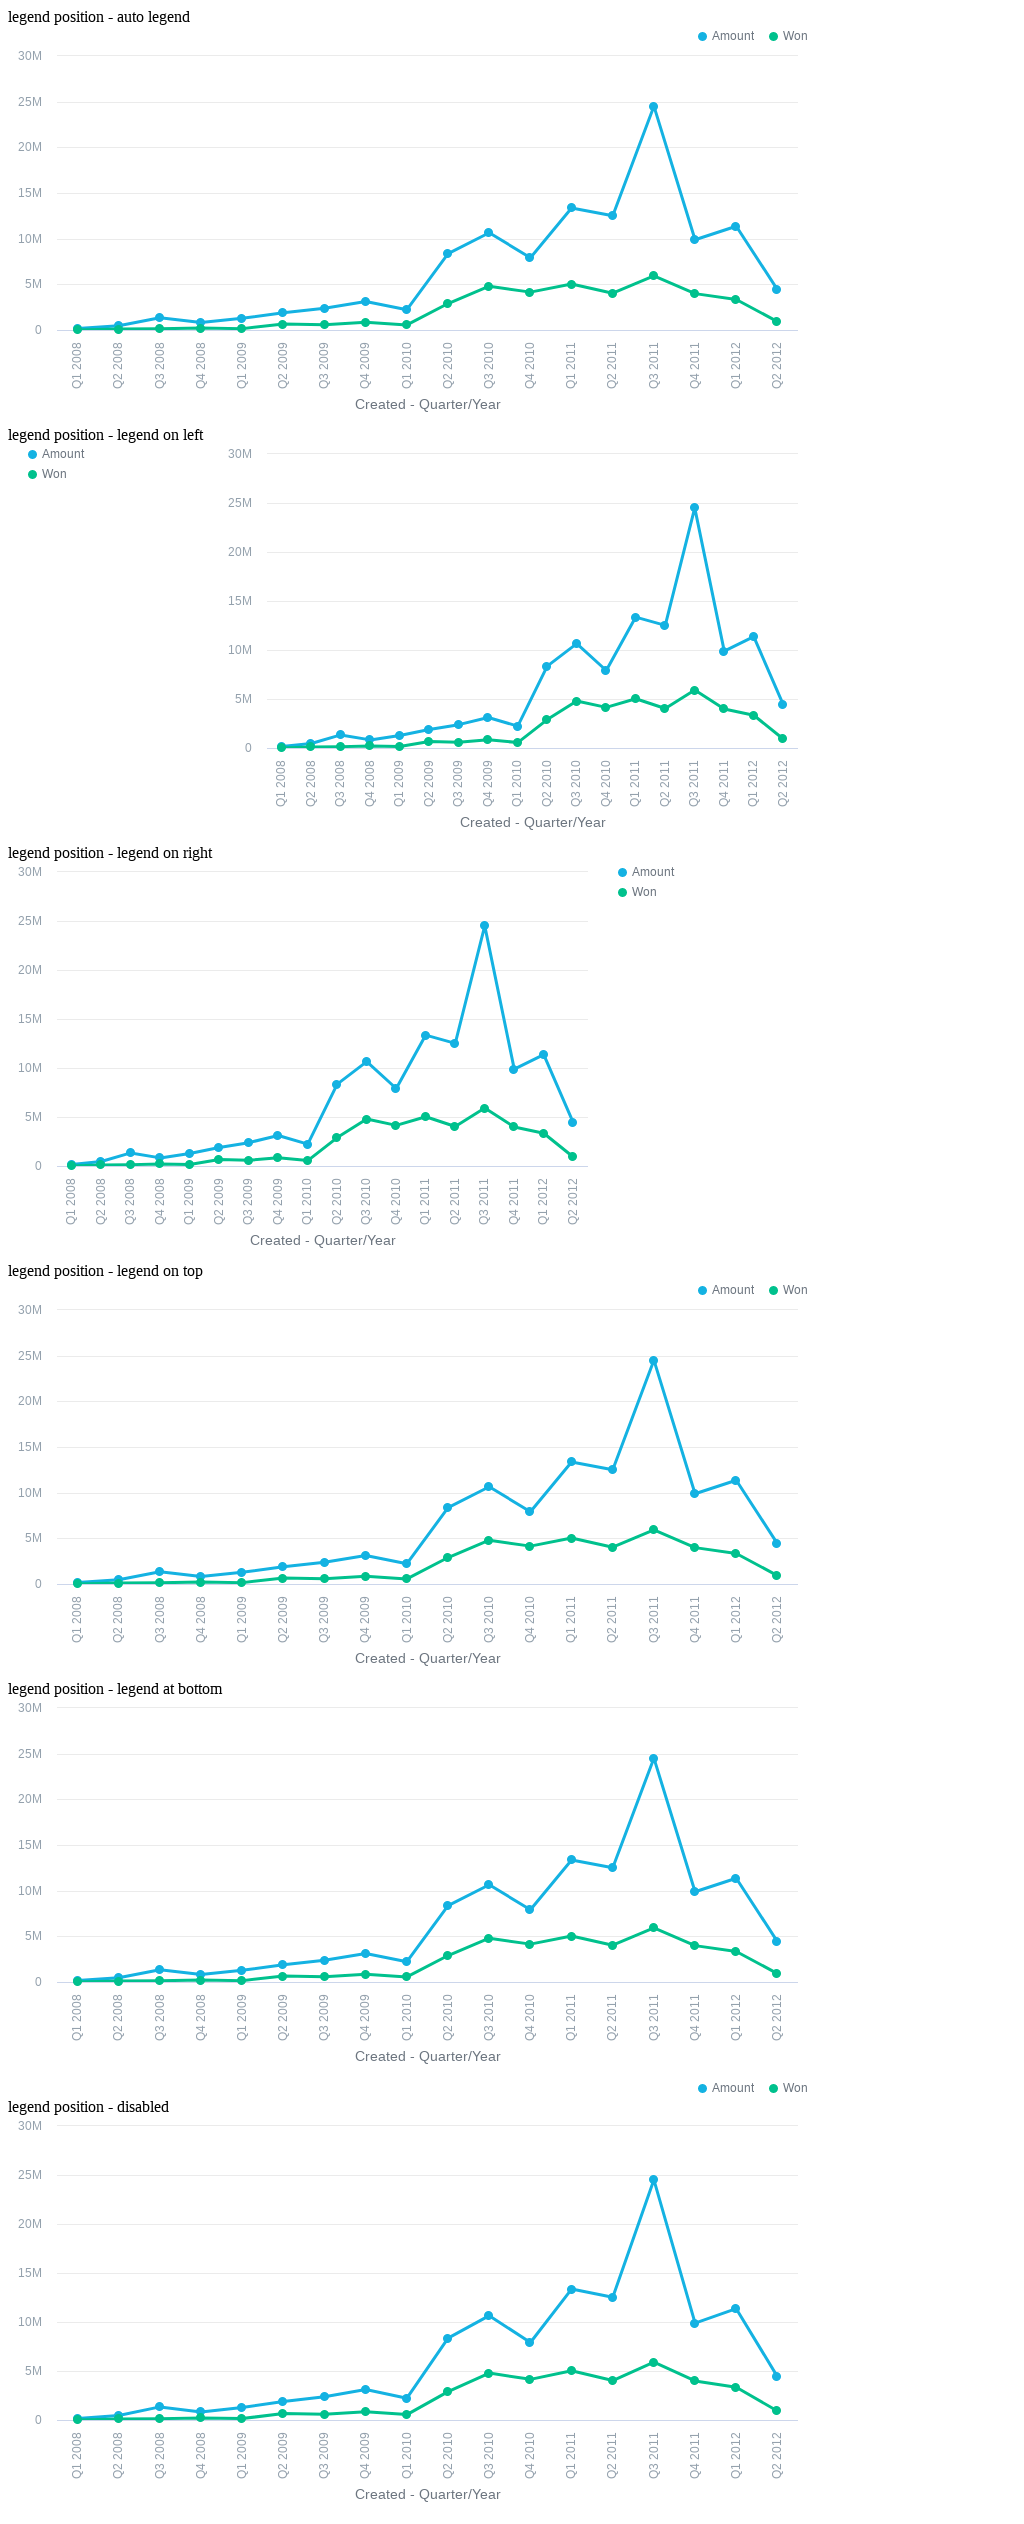 legend position - auto legend
Amount Won
30M
25M
20M
15M
10M
5M
0
Q1 2008 Q2 2008 Q3 2008 Q4 2008 Q1 2009 Q2 2009 Q3 2009 Q4 2009 Q1 2010 Q2 2010 Q3 2010 Q4 2010 Q1 2011 Q2 2011 Q3 2011 Q4 2011 Q1 2012 Q2 2012
Created - Quarter/Year
legend position - legend on left
Amount
Won
30M
25M
20M
15M
10M
5M
0
Q1 2008 Q2 2008 Q3 2008 Q4 2008 Q1 2009 Q2 2009 Q3 2009 Q4 2009 Q1 2010 Q2 2010 Q3 2010 Q4 2010 Q1 2011 Q2 2011 Q3 2011 Q4 2011 Q1 2012 Q2 2012
Created - Quarter/Year
legend position - legend on right
30M
25M
20M
15M
10M
5M
0
Q1 2008 Q2 2008 Q3 2008 Q4 2008 Q1 2009 Q2 2009 Q3 2009 Q4 2009 Q1 2010 Q2 2010 Q3 2010 Q4 2010 Q1 2011 Q2 2011 Q3 2011 Q4 2011 Q1 2012 Q2 2012
Created - Quarter/Year
Amount
Won
legend position - legend on top
Amount Won
30M
25M
20M
15M
10M
5M
0
Q1 2008 Q2 2008 Q3 2008 Q4 2008 Q1 2009 Q2 2009 Q3 2009 Q4 2009 Q1 2010 Q2 2010 Q3 2010 Q4 2010 Q1 2011 Q2 2011 Q3 2011 Q4 2011 Q1 2012 Q2 2012
Created - Quarter/Year
legend position - legend at bottom
30M
25M
20M
15M
10M
5M
0
Q1 2008 Q2 2008 Q3 2008 Q4 2008 Q1 2009 Q2 2009 Q3 2009 Q4 2009 Q1 2010 Q2 2010 Q3 2010 Q4 2010 Q1 2011 Q2 2011 Q3 2011 Q4 2011 Q1 2012 Q2 2012
Created - Quarter/Year
Amount Won
legend position - disabled
30M
25M
20M
15M
10M
5M
0
Q1 2008 Q2 2008 Q3 2008 Q4 2008 Q1 2009 Q2 2009 Q3 2009 Q4 2009 Q1 2010 Q2 2010 Q3 2010 Q4 2010 Q1 2011 Q2 2011 Q3 2011 Q4 2011 Q1 2012 Q2 2012
Created - Quarter/Year